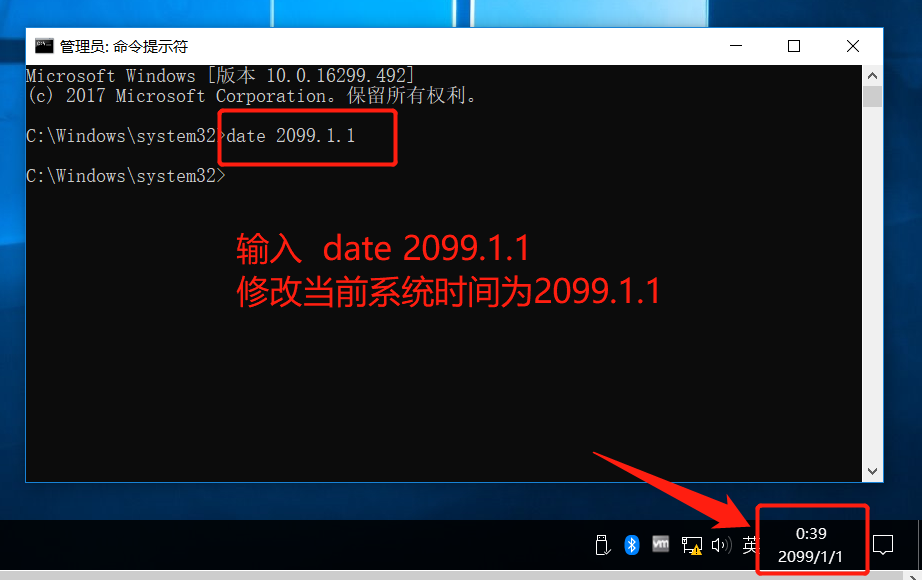 管理员: 命令提示符
Microsoft Windows [版本 10.0.16299.492]
(c) 2017 Microsoft Corporation。保留所有权利。
C:\Windows\system32>date 2099.1.1
C:\Windows\system32>
输入 date 2099.1.1
修改当前系统时间为2099.1.1
vm
英
0:39
2099/1/1